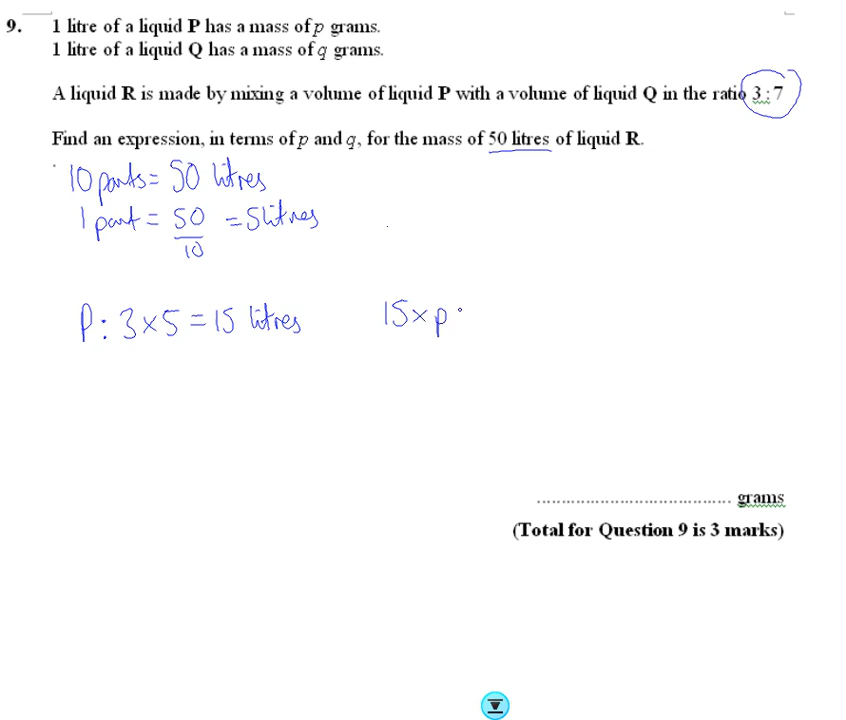 9. 1 litre of a liquid P has a mass of p grams.
1 litre of a liquid Q has a mass of q grams.
A liquid R is made by mixing a volume of liquid P with a volume of liquid Q in the ratio 3 : 7
Find an expression, in terms of p and q, for the mass of 50 litres of liquid R.
10 parts = 50 litres
1 part = 50/10 = 5 litres
P : 3 × 5 = 15 litres 15 × p
........................................ grams
(Total for Question 9 is 3 marks)